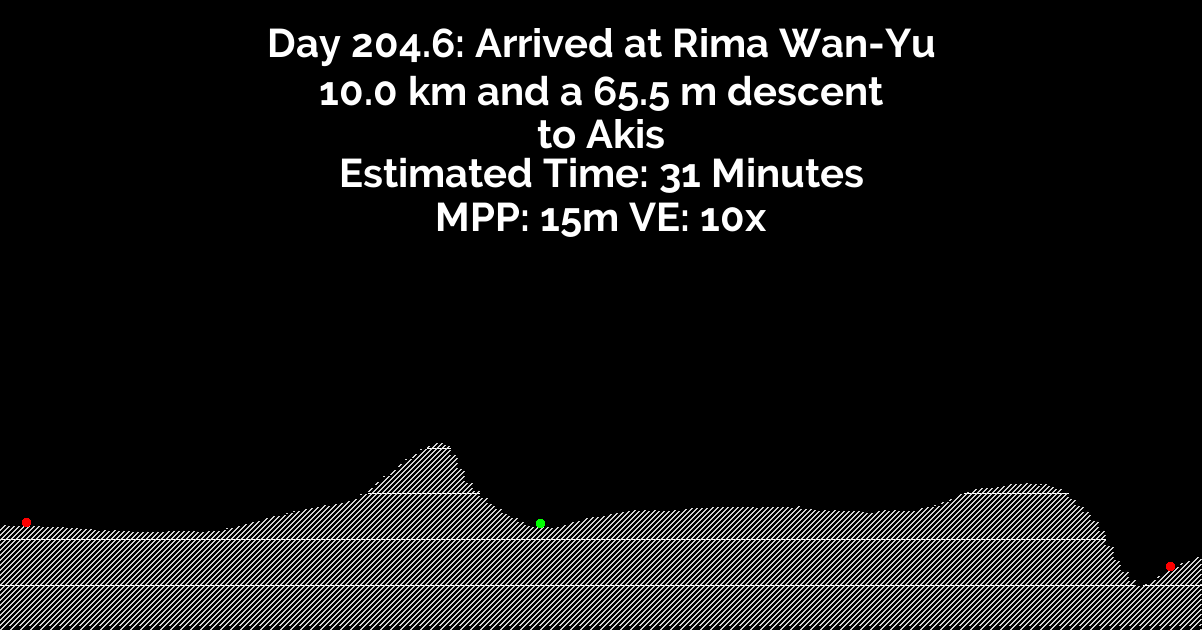 Day 204.6: Arrived at Rima Wan-Yu
10.0 km and a 65.5 m descent
to Akis
Estimated Time: 31 Minutes
MPP: 15m VE: 10x